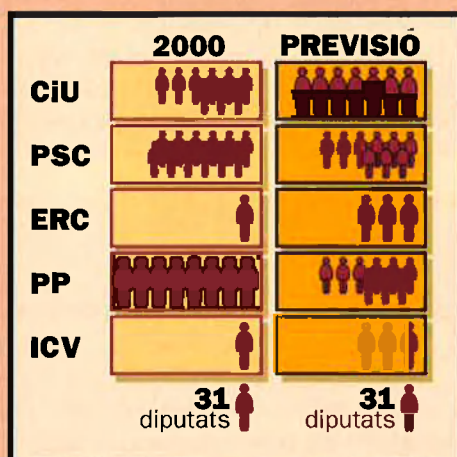 2000 PREVISIÓ
CiU
PSC
ERC
PP
ICV
31 31
diputats diputats